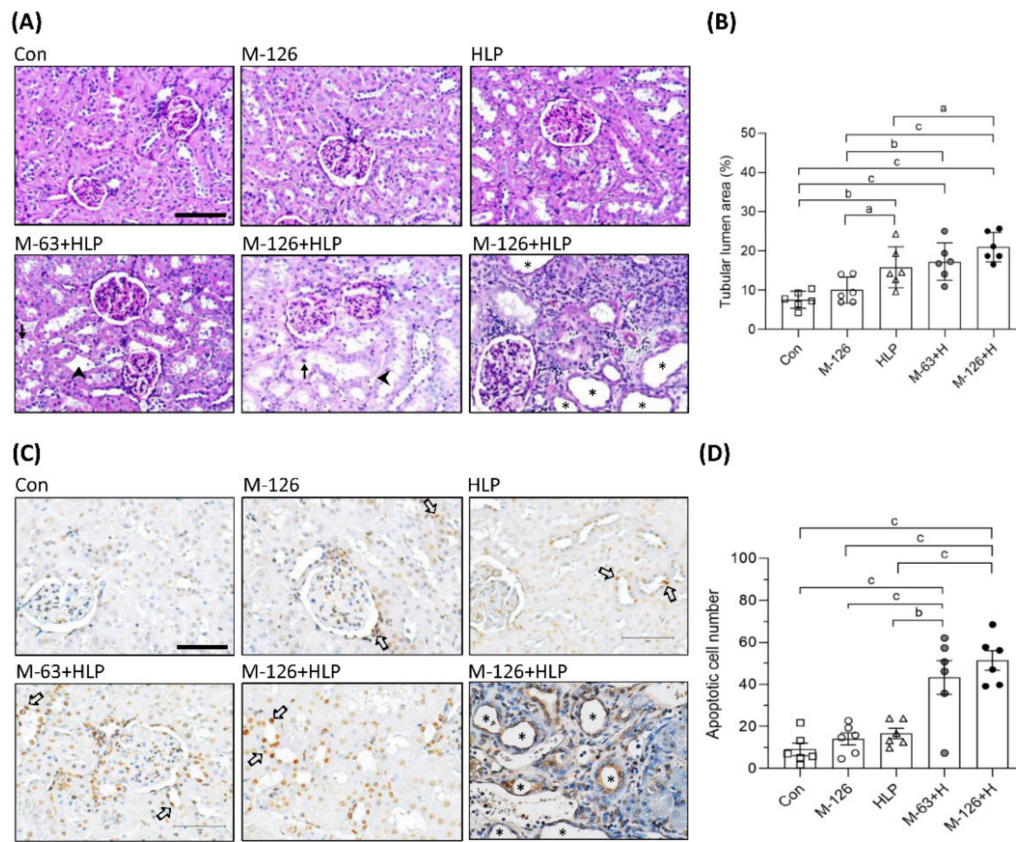 (A)
Con
M-126
HLP
M-63+HLP
M-126+HLP
M-126+HLP
* * * * * *
(B)
Tubular lumen area (%)
50
40
30
20
10
0
a
c
b
c
c
b
a
Con
M-126
HLP
M-63+H
M-126+H
(C)
Con
M-126
HLP
M-63+HLP
M-126+HLP
M-126+HLP
* * * * * * *
(D)
Apoptotic cell number
100
80
60
40
20
0
c
c
c
c
c
b
Con
M-126
HLP
M-63+H
M-126+H